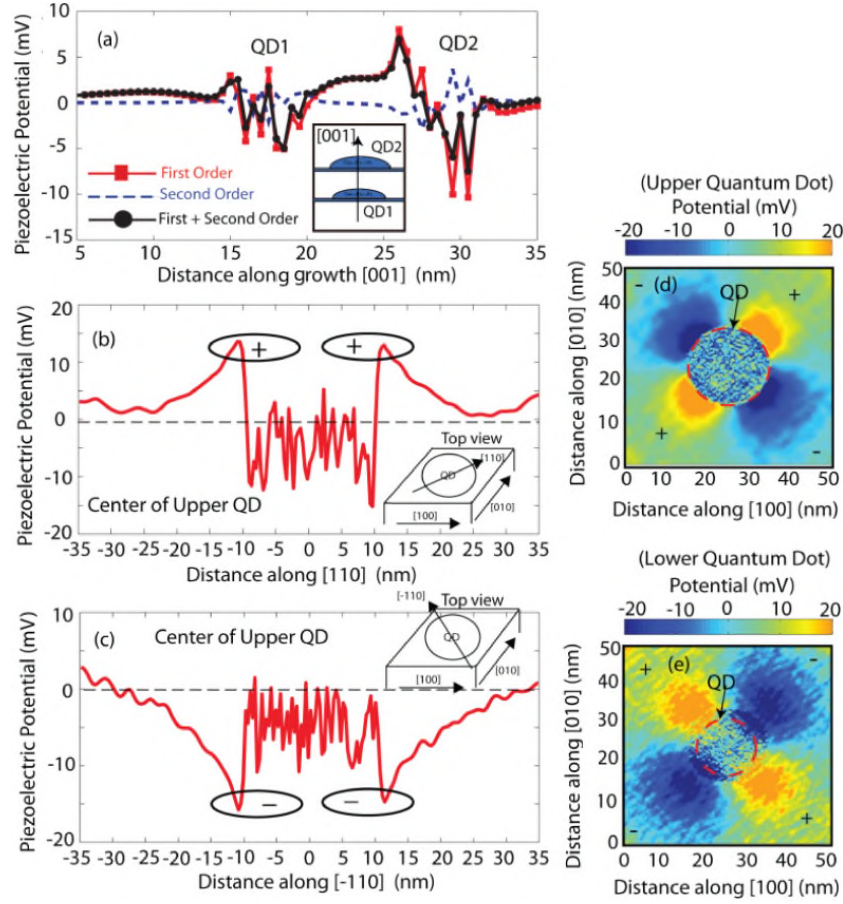 (a)
QD1
QD2
Piezoelectric Potential (mV)
10
5
0
-5
-10
-15
[001]
QD2
QD1
First Order
Second Order
First + Second Order
5 10 15 20 25 30 35
Distance along growth [001] (nm)
(b)
+ +
Piezoelectric Potential (mV)
20
10
0
-10
-20
Center of Upper QD
Top view
QD
[110]
[100]
[010]
-35 -30 -25 -20 -15 -10 -5 0 5 10 15 20 25 30 35
Distance along [110] (nm)
(c)
Center of Upper QD
Piezoelectric Potential (mV)
10
0
-10
-20
[-110]
Top view
QD
[100]
[010]
− −
-35 -30 -25 -20 -15 -10 -5 0 5 10 15 20 25 30 35
Distance along [-110] (nm)
(Upper Quantum Dot)
Potential (mV)
-20 -10 0 10 20
- (d) QD +
+ -
Distance along [010] (nm)
50
40
30
20
10
0
0 10 20 30 40 50
Distance along [100] (nm)
(Lower Quantum Dot)
Potential (mV)
-20 -10 0 10 20
+ (e) QD -
- +
Distance along [010] (nm)
50
40
30
20
10
0
0 10 20 30 40 50
Distance along [100] (nm)